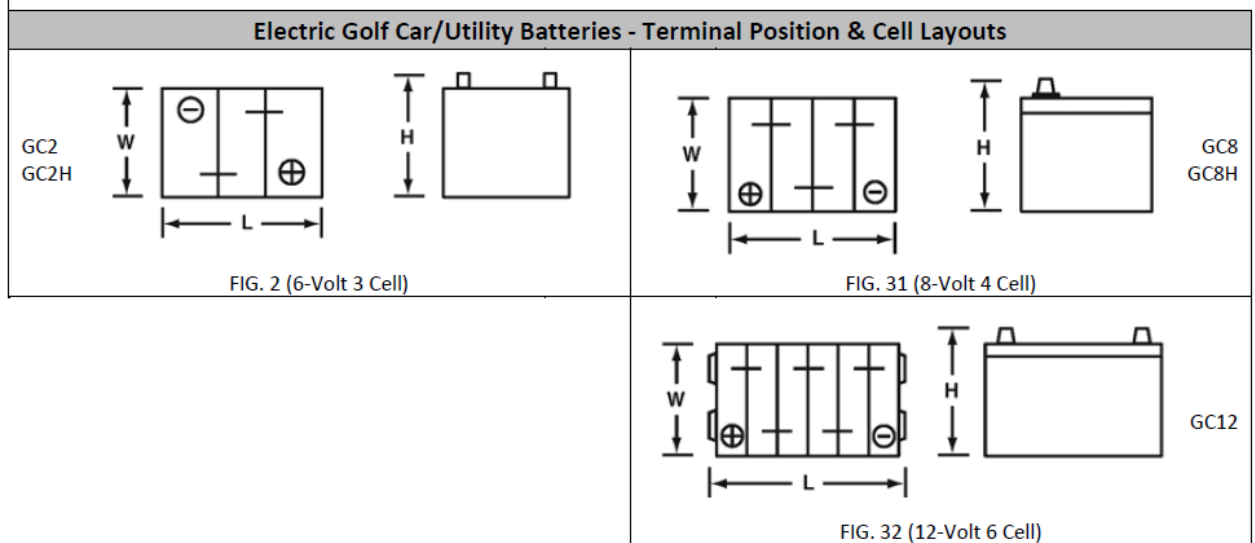 Electric Golf Car/Utility Batteries - Terminal Position & Cell Layouts
GC2
GC2H
W
H
L
FIG. 2 (6-Volt 3 Cell)
W
H
L
GC8
GC8H
FIG. 31 (8-Volt 4 Cell)
W
H
L
GC12
FIG. 32 (12-Volt 6 Cell)